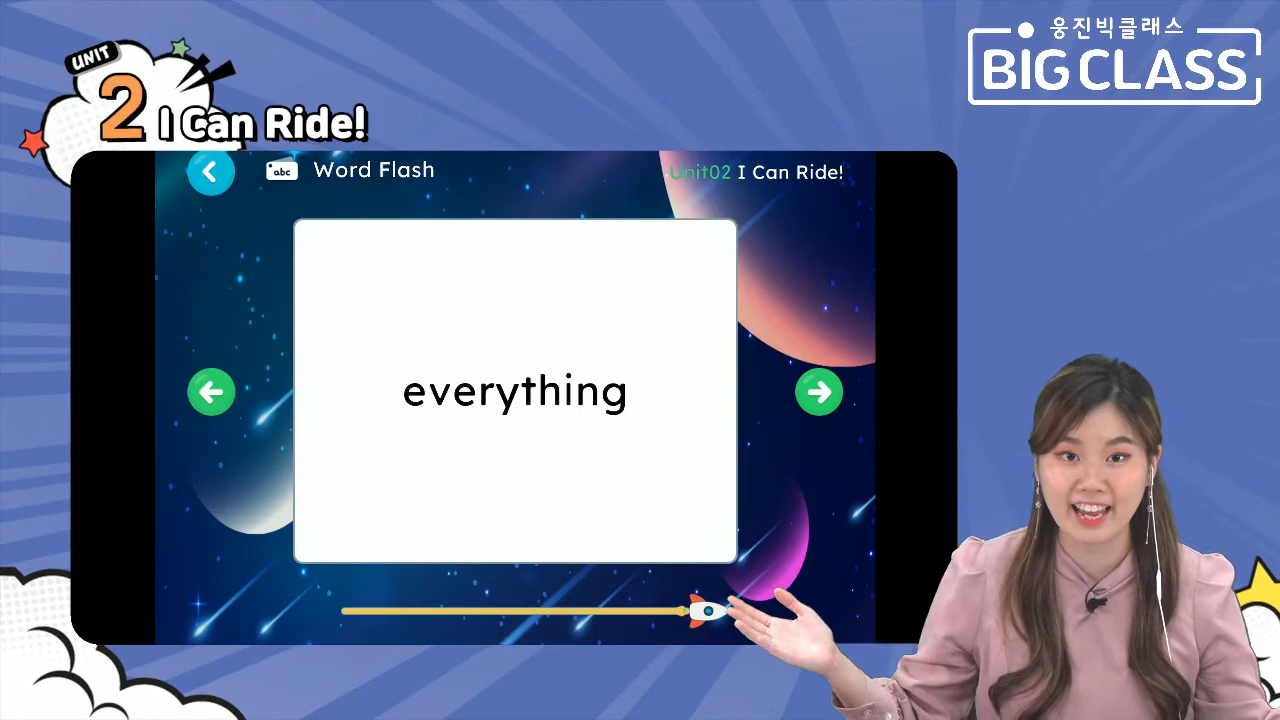 웅진빅클래스
BIG CLASS
UNIT
2 I Can Ride!
abc Word Flash
Unit02 I Can Ride!
everything